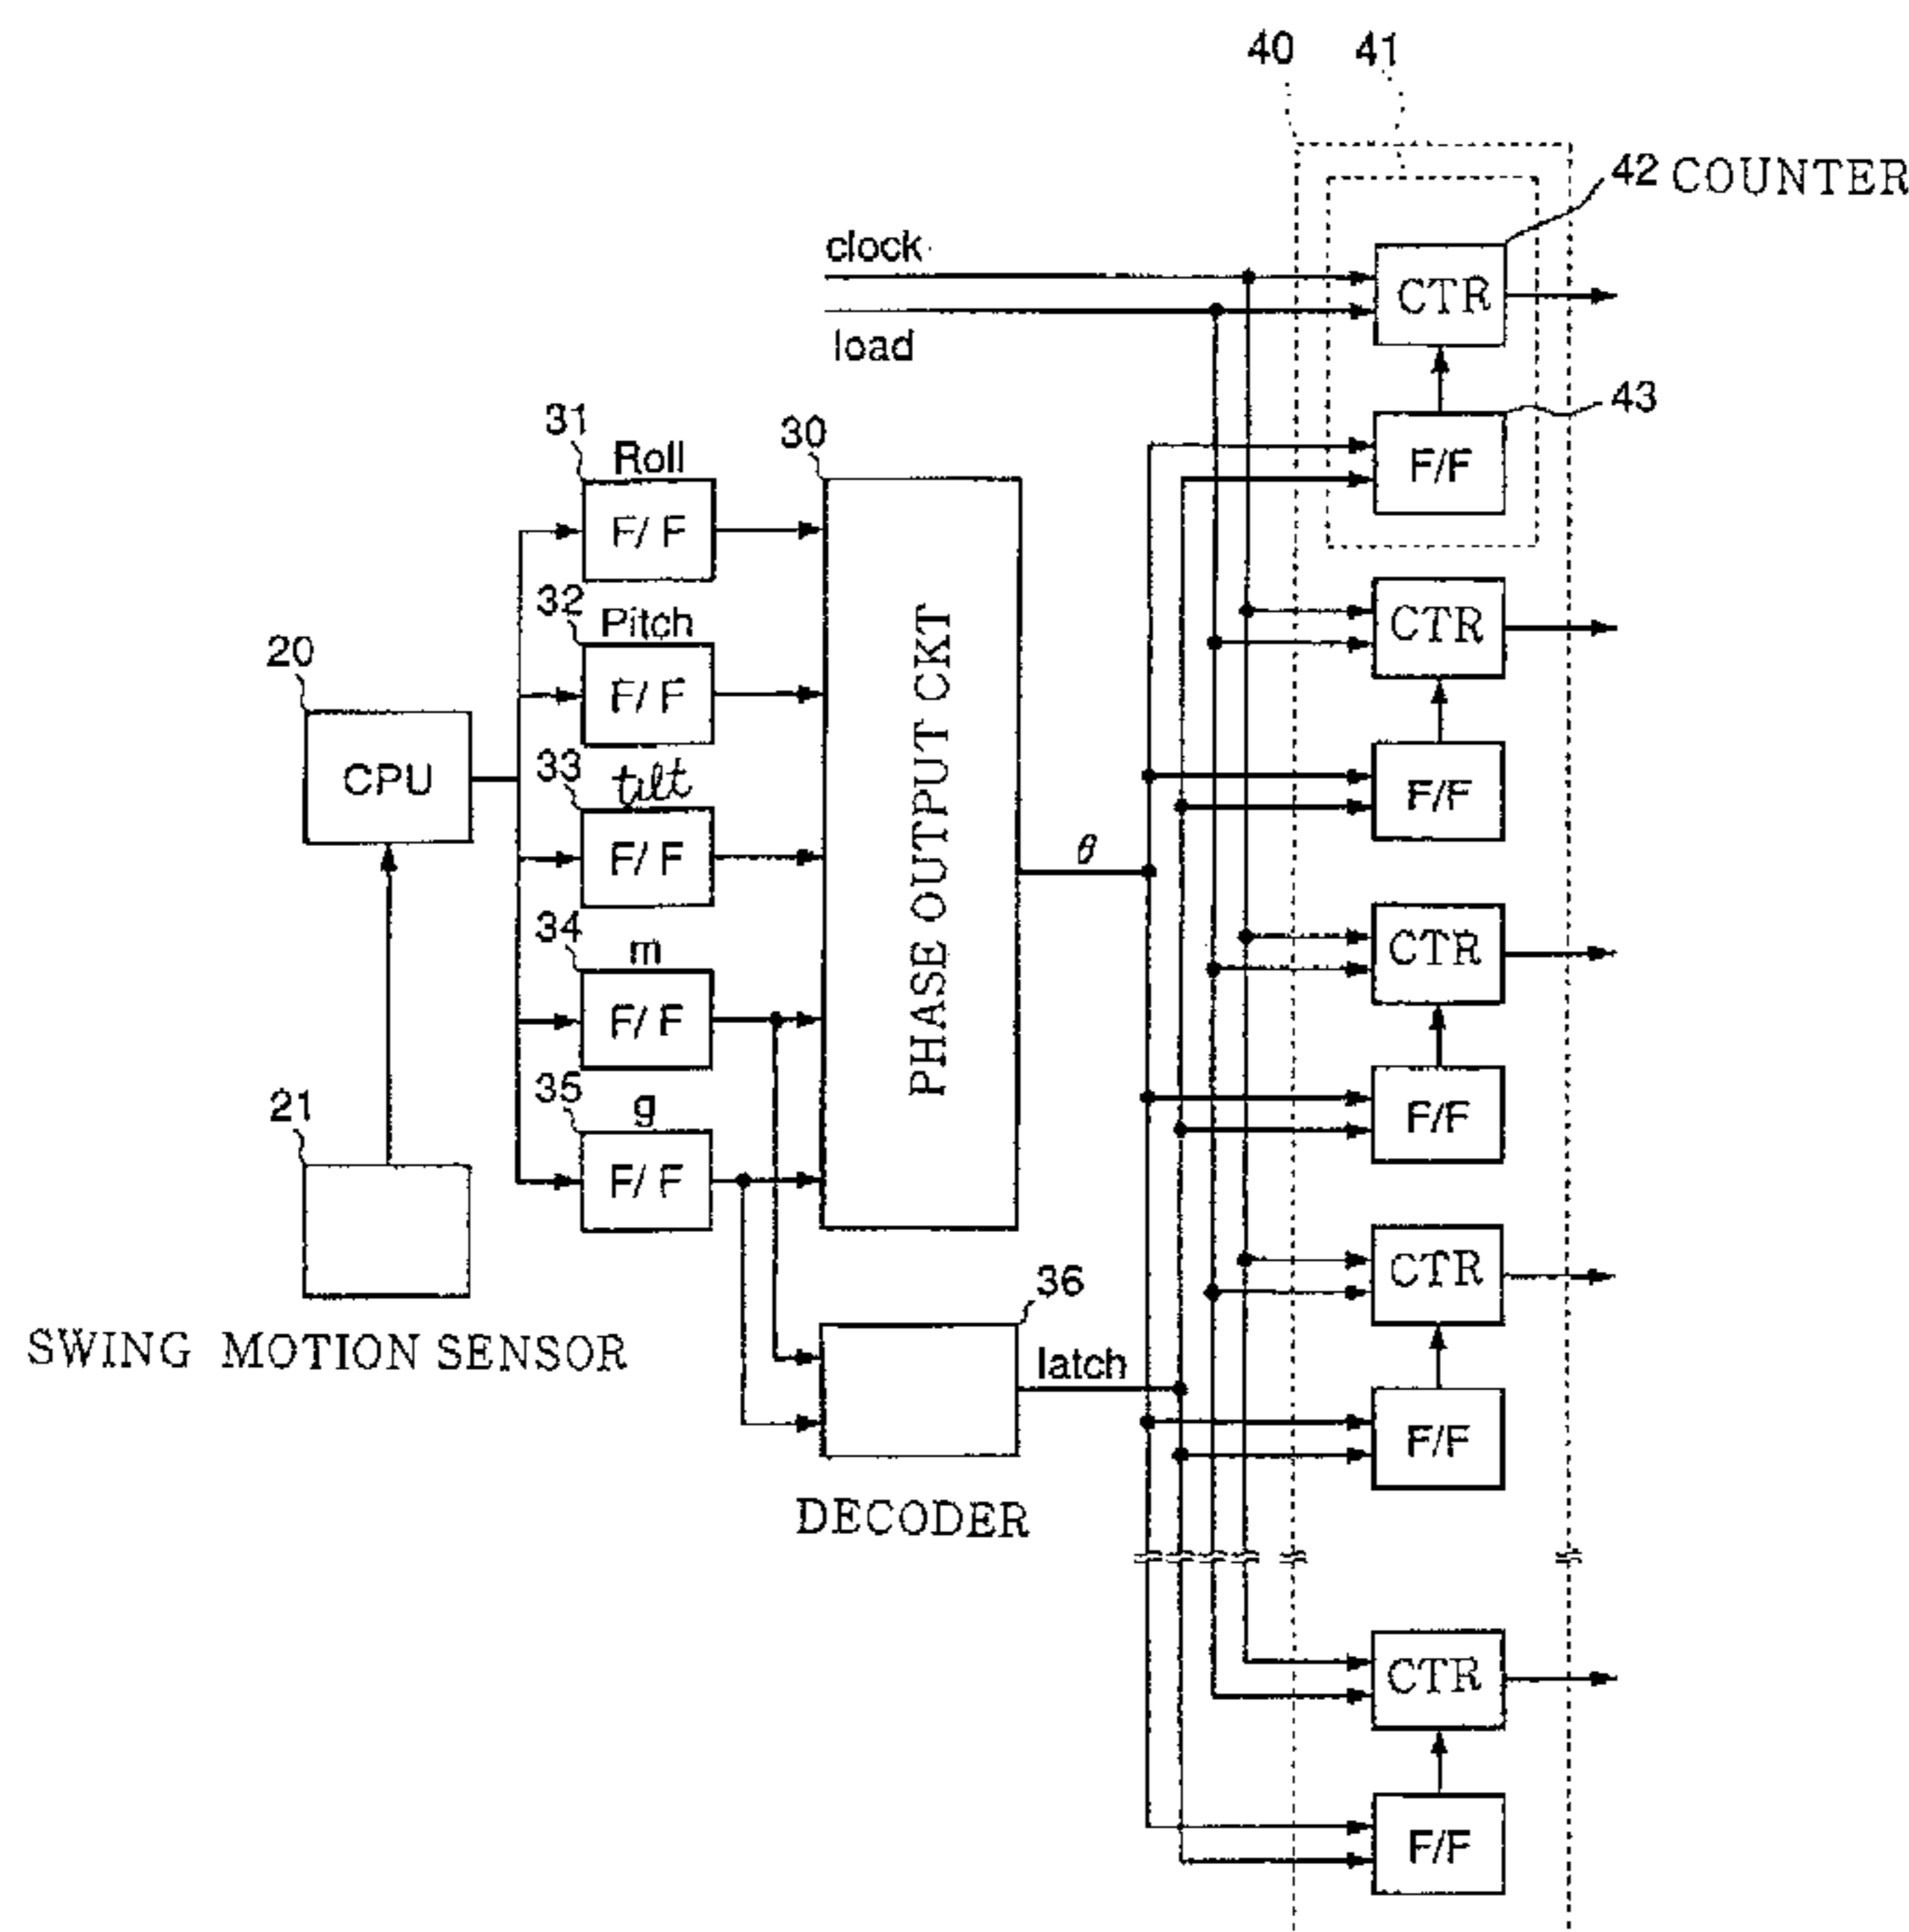 40 41
42 COUNTER
clock
CTR
load
43
31 Roll 30
F/F
F/F
32 Pitch
CTR
F/F
20
CPU
33 tilt
F/F
F/F
PHASE OUTPUT CKT
θ
34 m
CTR
F/F
21
35 g
F/F
F/F
36
CTR
SWING MOTION SENSOR
latch
F/F
DECODER
CTR
F/F